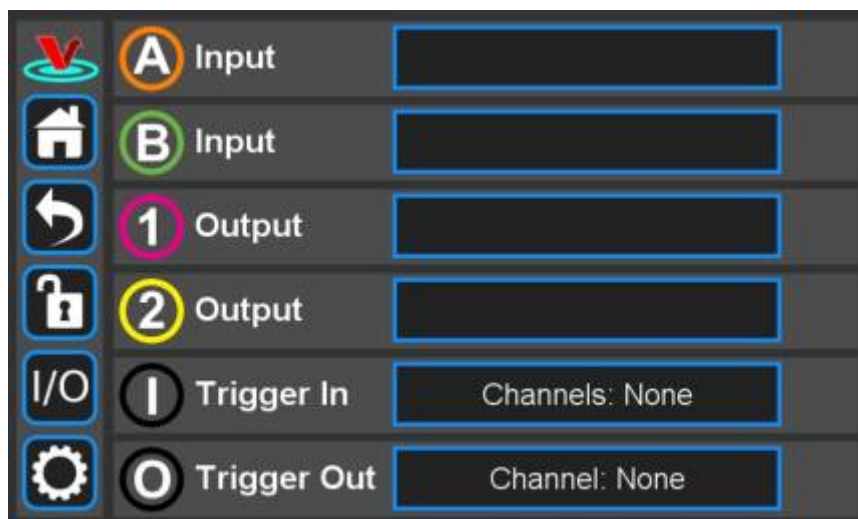 A Input
B Input
1 Output
2 Output
I/O
I Trigger In Channels: None
O Trigger Out Channel: None